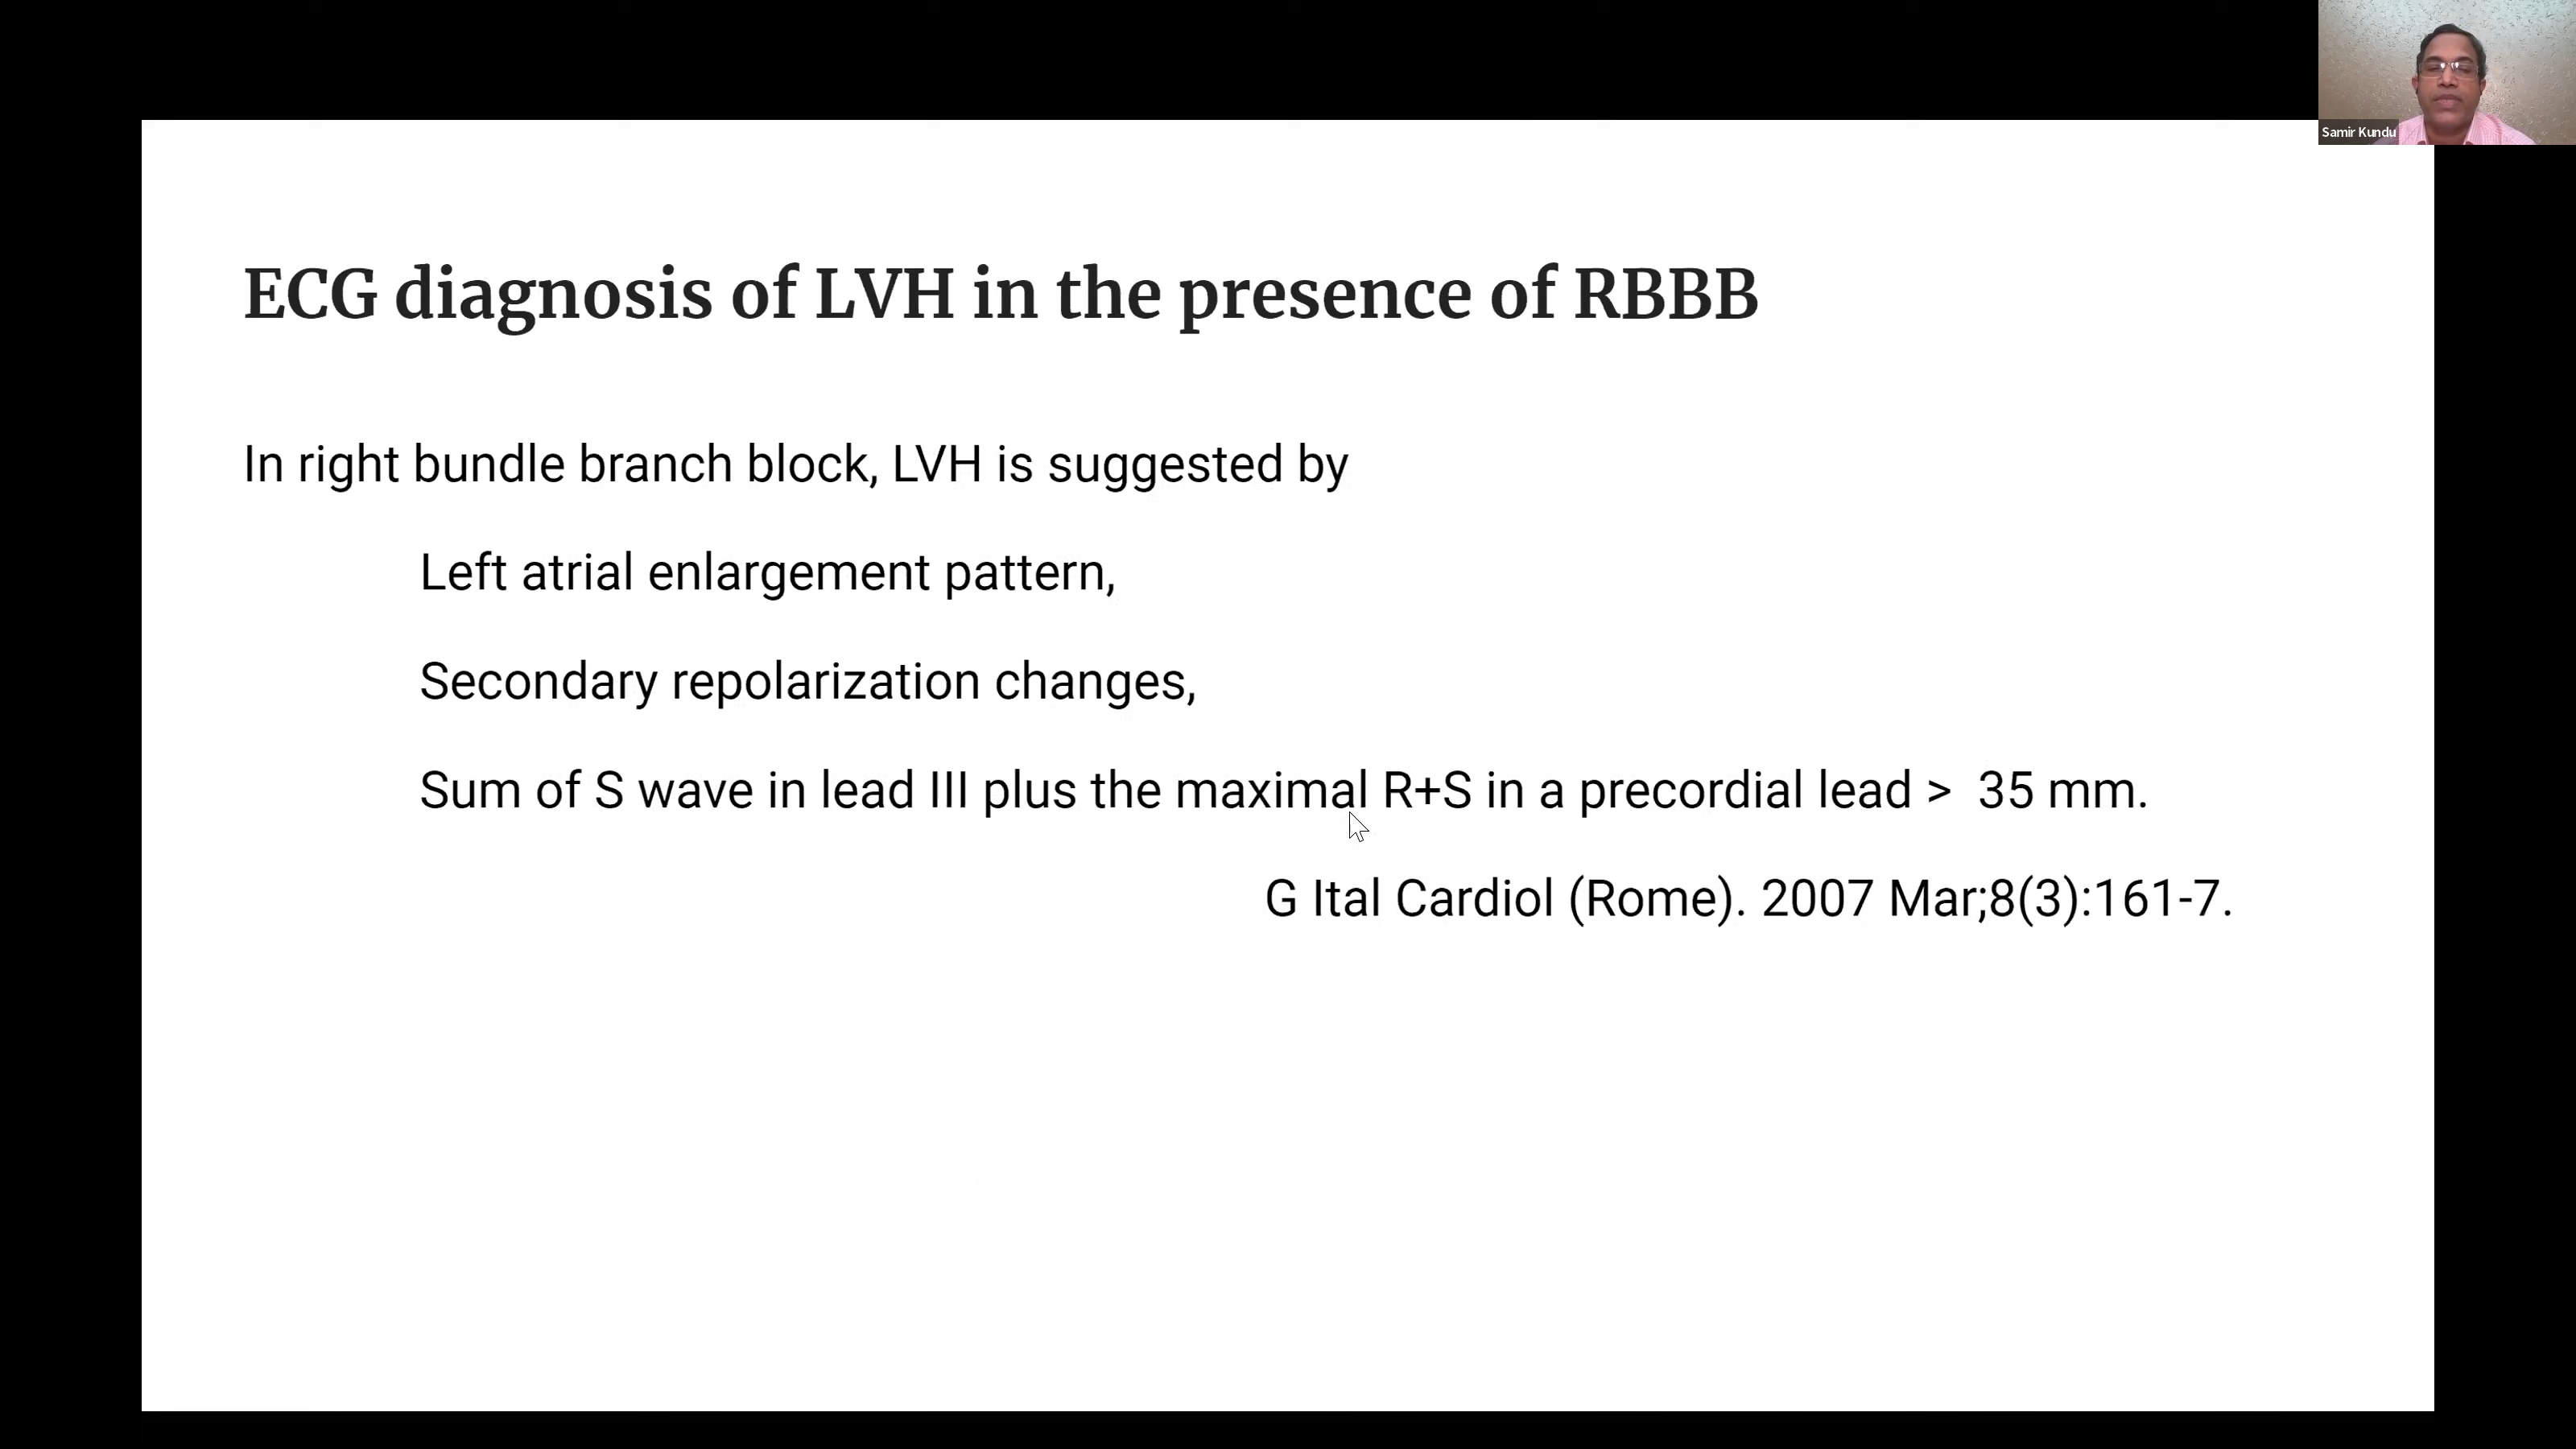 Samir Kundu
ECG diagnosis of LVH in the presence of RBBB
In right bundle branch block, LVH is suggested by
Left atrial enlargement pattern,
Secondary repolarization changes,
Sum of S wave in lead III plus the maximal R+S in a precordial lead > 35 mm.
G Ital Cardiol (Rome). 2007 Mar;8(3):161-7.